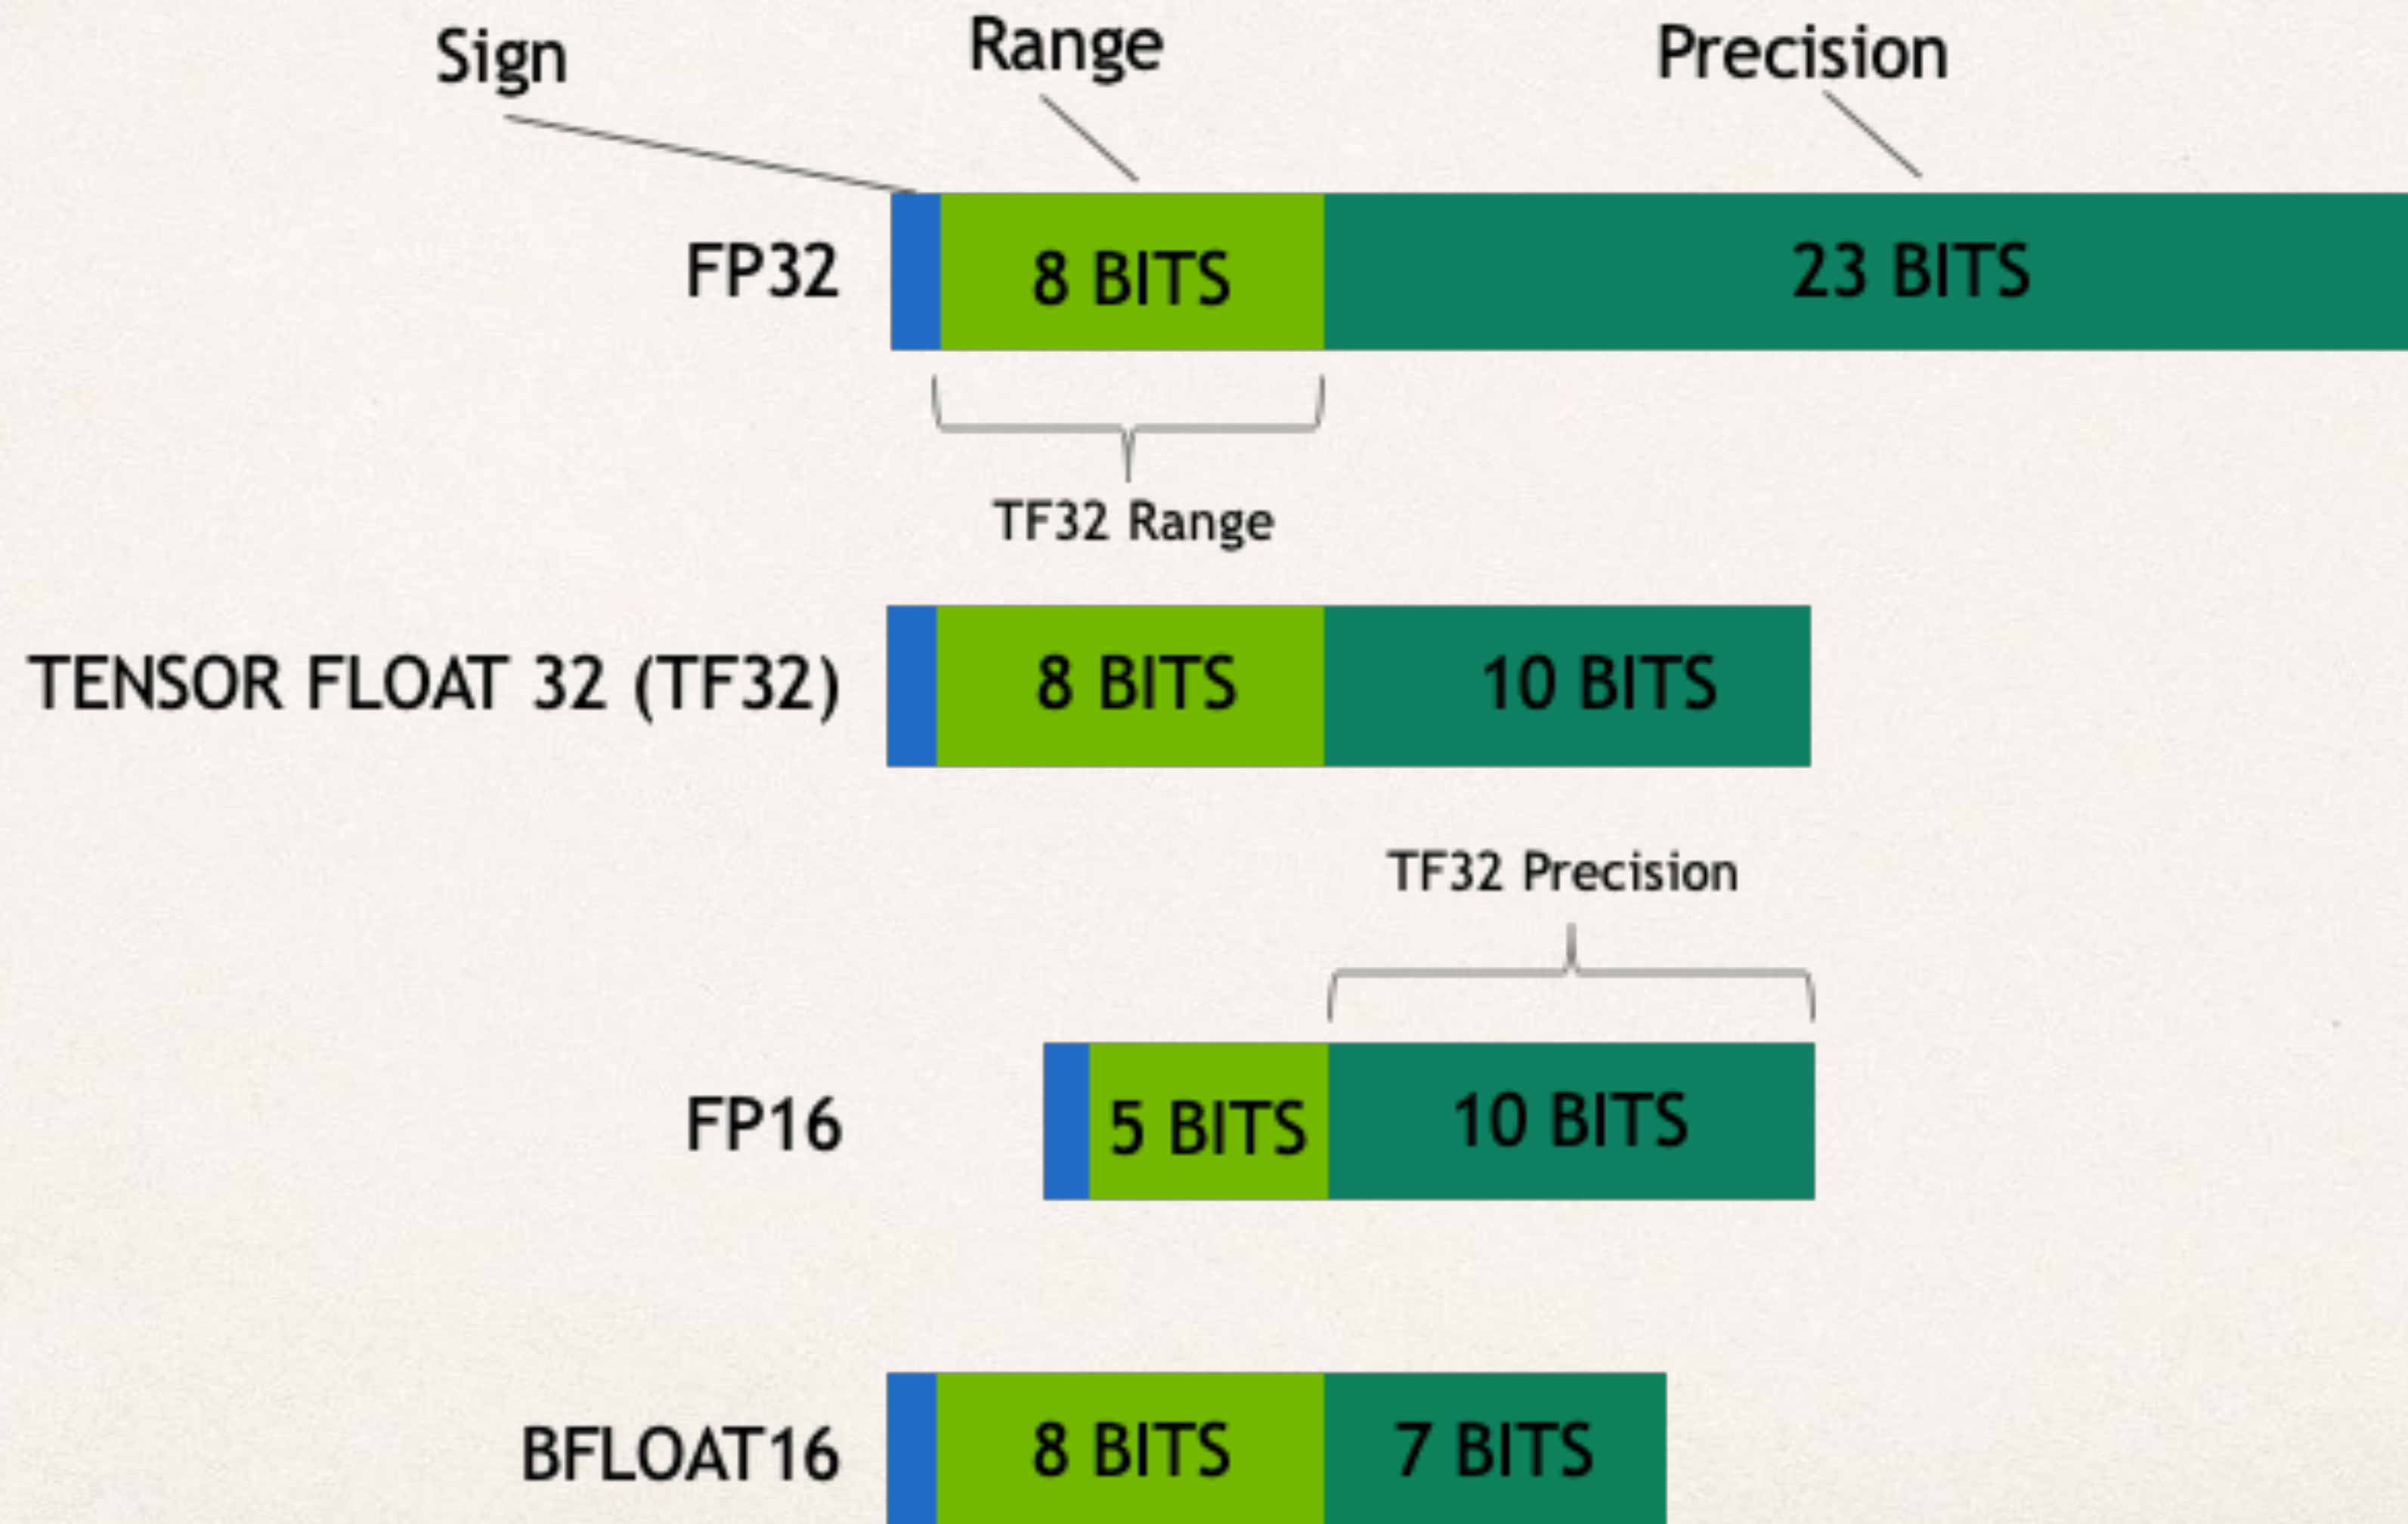 Sign
Range
Precision
FP32
8 BITS
23 BITS
TF32 Range
TENSOR FLOAT 32 (TF32)
8 BITS
10 BITS
TF32 Precision
FP16
5 BITS
10 BITS
BFLOAT16
8 BITS
7 BITS